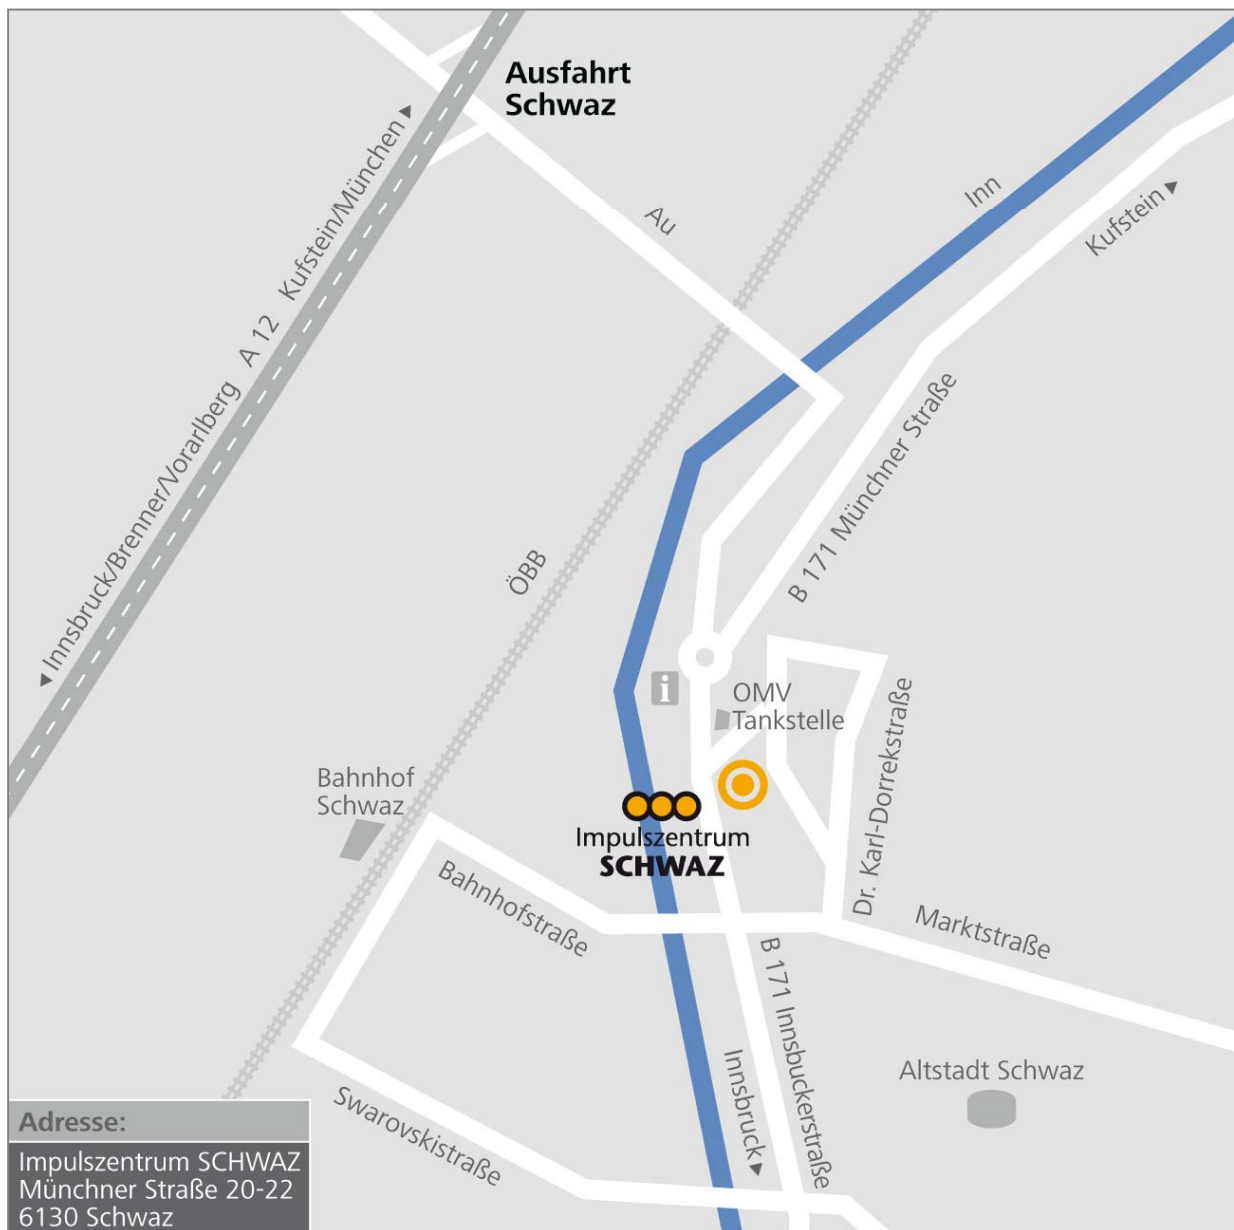 Ausfahrt
Schwaz
Kufstein/München
A 12
Innsbruck/Brenner/Vorarlberg
Au
Inn
Kufstein
B 171 Münchner Straße
ÖBB
i
OMV
Tankstelle
Dr. Karl-Dorrekstraße
Bahnhof
Schwaz
Impulszentrum
SCHWAZ
Bahnhofstraße
Marktstraße
B 171 Innsbuckerstraße
Innsbruck
Altstadt Schwaz
Swarovskistraße
Adresse:
Impulszentrum SCHWAZ
Münchner Straße 20-22
6130 Schwaz